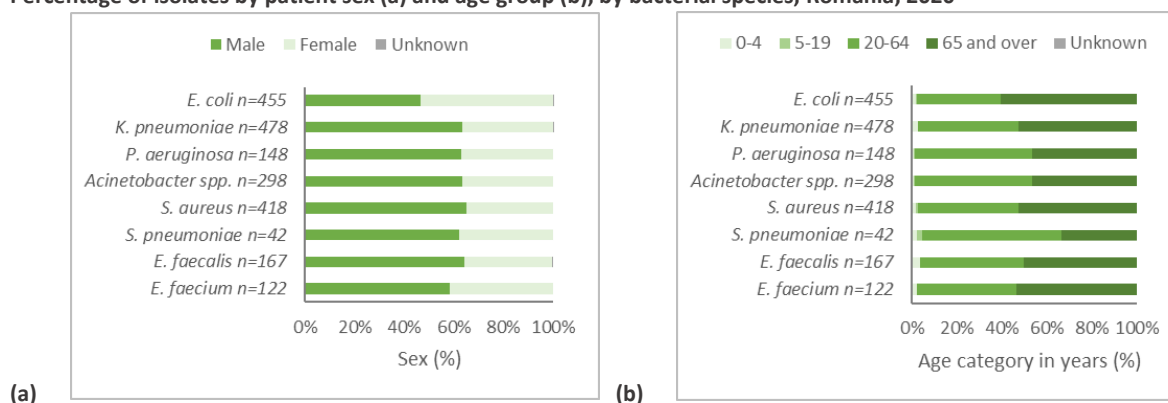 Percentage of isolates by patient sex (a) and age group (b), by bacterial species, Romania, 2020
Male Female Unknown
E. coli n=455
K. pneumoniae n=478
P. aeruginosa n=148
Acinetobacter spp. n=298
S. aureus n=418
S. pneumoniae n=42
E. faecalis n=167
E. faecium n=122
0% 20% 40% 60% 80% 100%
Sex (%)
(a)
0-4 5-19 20-64 65 and over Unknown
E. coli n=455
K. pneumoniae n=478
P. aeruginosa n=148
Acinetobacter spp. n=298
S. aureus n=418
S. pneumoniae n=42
E. faecalis n=167
E. faecium n=122
0% 20% 40% 60% 80% 100%
Age category in years (%)
(b)